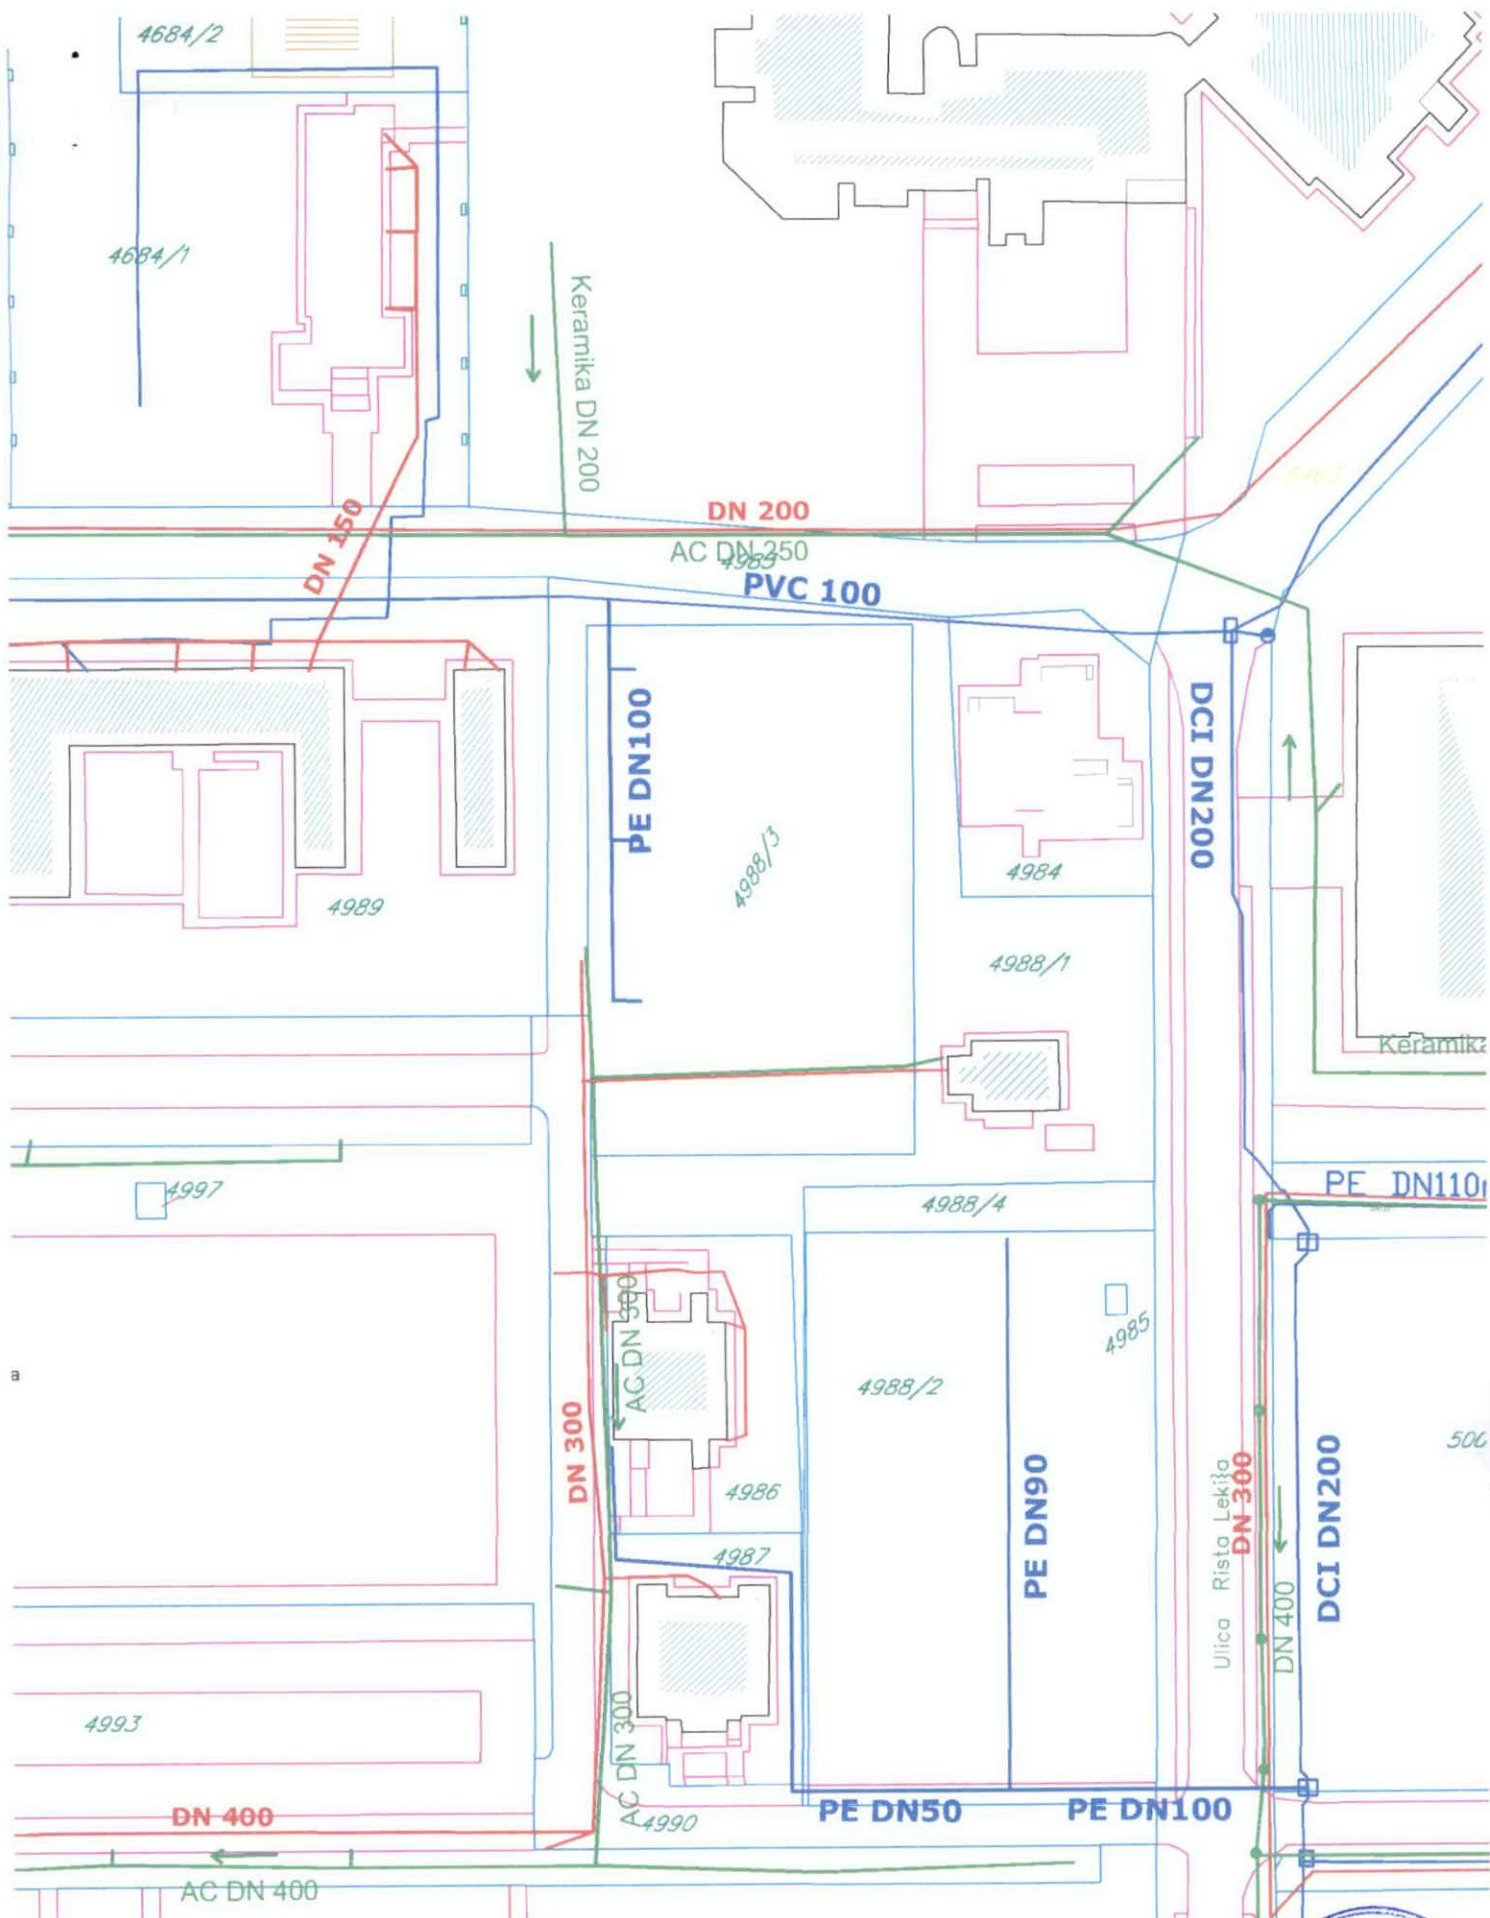 4684/2
4684/1
Keramika DN 200
DN 150
DN 200
AC DN 250
4983
PVC 100
PE DN100
DCI DN200
4988/3
4984
4989
4988/1
Keramika
4997
PE DN110
4988/4
AC DN 300
4985
a
4988/2
DN 300
500
4986
PE DN90
Ulica Rista Lekića
DN 300
DCI DN200
4987
DN 400
4993
AC DN 300
DN 400
4990
PE DN50
PE DN100
AC DN 400